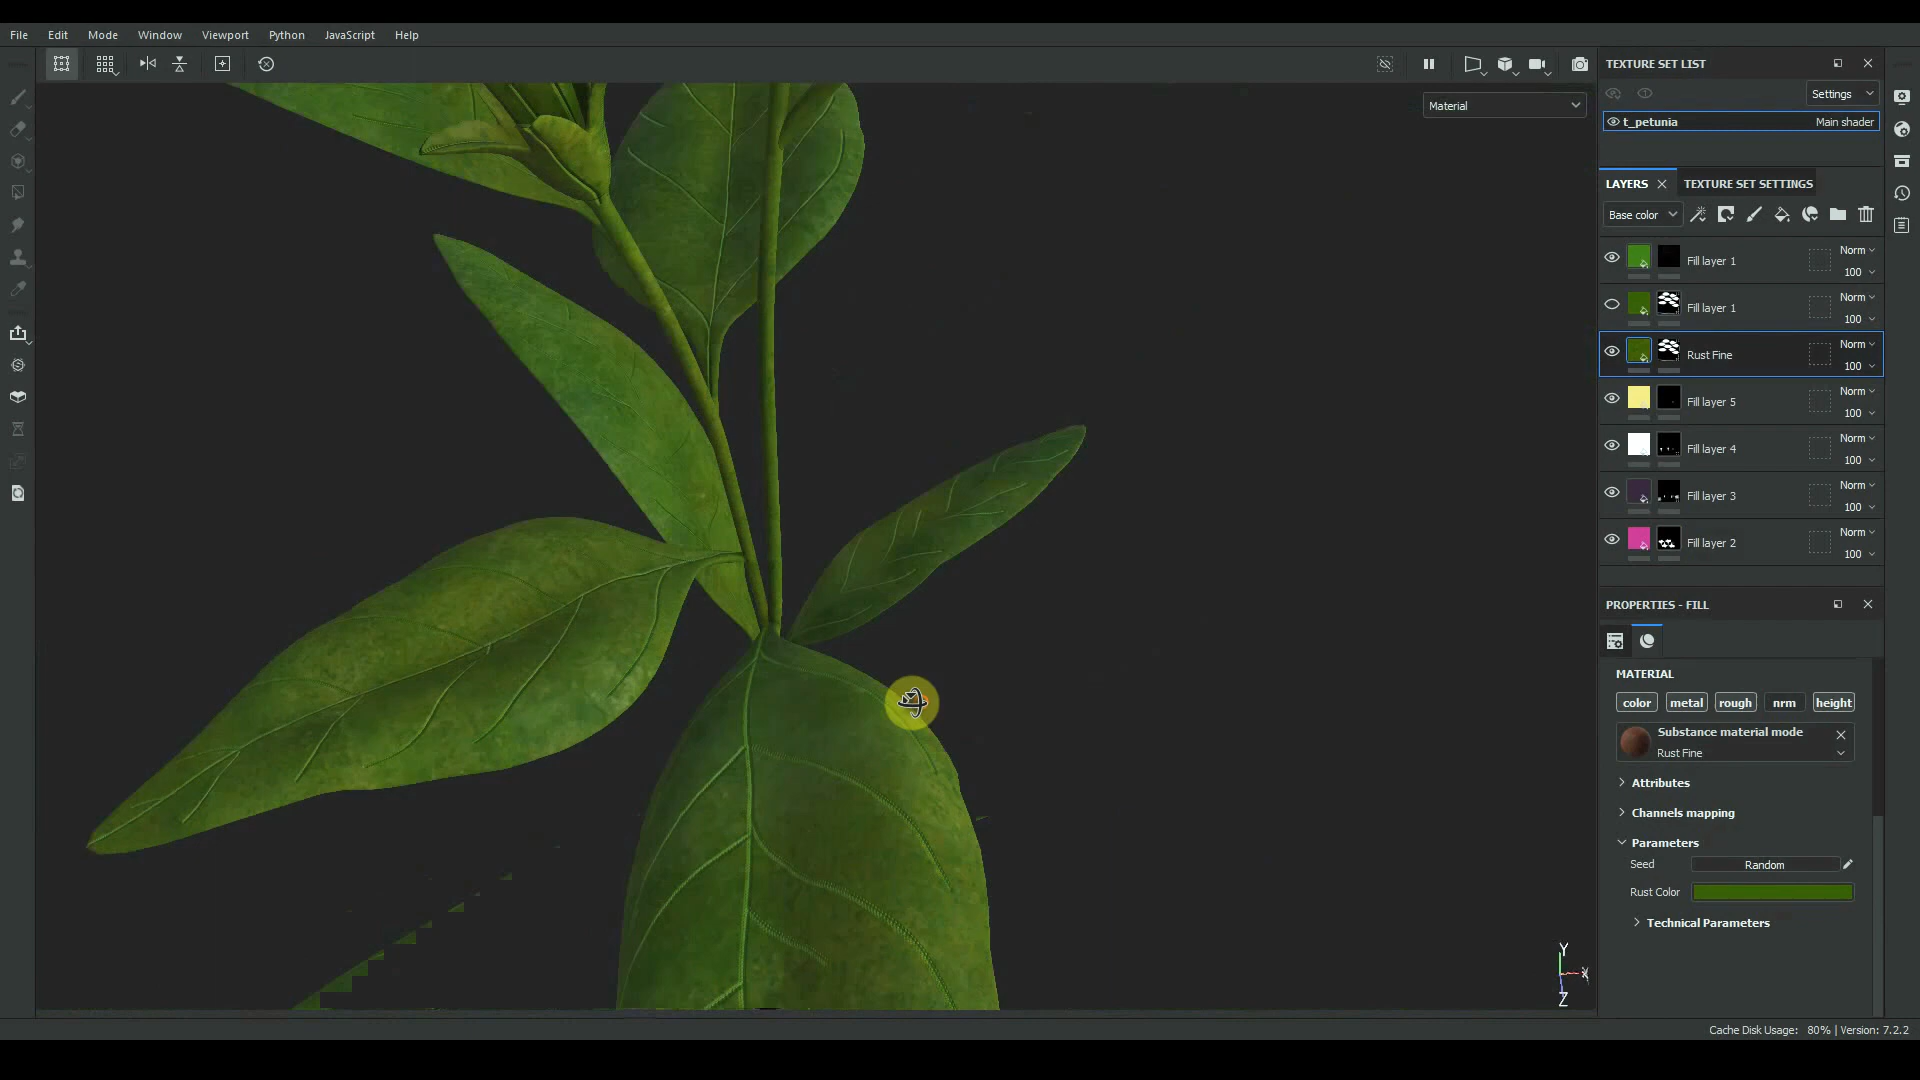 File Edit Mode Window Viewport Python JavaScript Help
Material
TEXTURE SET LIST
Settings
t_petunia Main shader
LAYERS TEXTURE SET SETTINGS
Base color
Fill layer 1 Norm 100
Fill layer 1 Norm 100
Rust Fine Norm 100
Fill layer 5 Norm 100
Fill layer 4 Norm 100
Fill layer 3 Norm 100
Fill layer 2 Norm 100
PROPERTIES - FILL
MATERIAL
color metal rough nrm height
Substance material mode
Rust Fine
Attributes
Channels mapping
Parameters
Seed Random
Rust Color
Technical Parameters
Y
X
Z
Cache Disk Usage: 80% | Version: 7.2.2